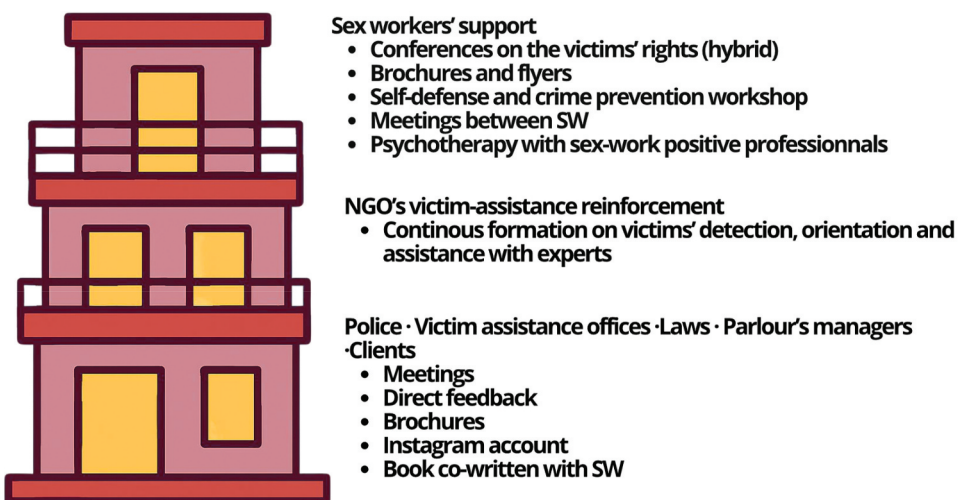 Sex workers’ support
• Conferences on the victims’ rights (hybrid)
• Brochures and flyers
• Self-defense and crime prevention workshop
• Meetings between SW
• Psychotherapy with sex-work positive professionnals
NGO’s victim-assistance reinforcement
• Continous formation on victims’ detection, orientation and
assistance with experts
Police · Victim assistance offices ·Laws · Parlour’s managers
·Clients
• Meetings
• Direct feedback
• Brochures
• Instagram account
• Book co-written with SW